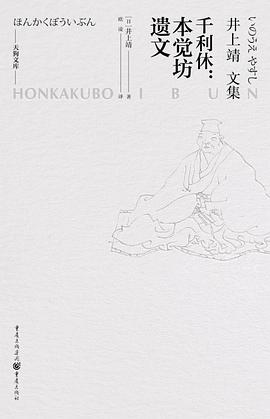 いのうえ やすし
井上靖 文集
千利休：
本觉坊
遗文
[日] 井上靖 著
欧凌 译
ほんかくぼういぶん
天狗文库
HONKAKUBO IBUN
重庆出版集团
重庆出版社